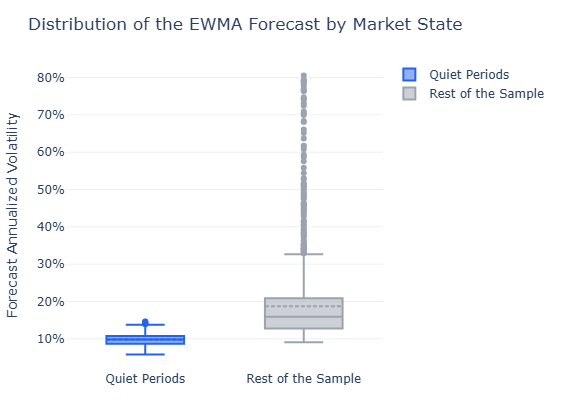 Distribution of the EWMA Forecast by Market State
Quiet Periods
Rest of the Sample
Forecast Annualized Volatility
80%
70%
60%
50%
40%
30%
20%
10%
Quiet Periods
Rest of the Sample